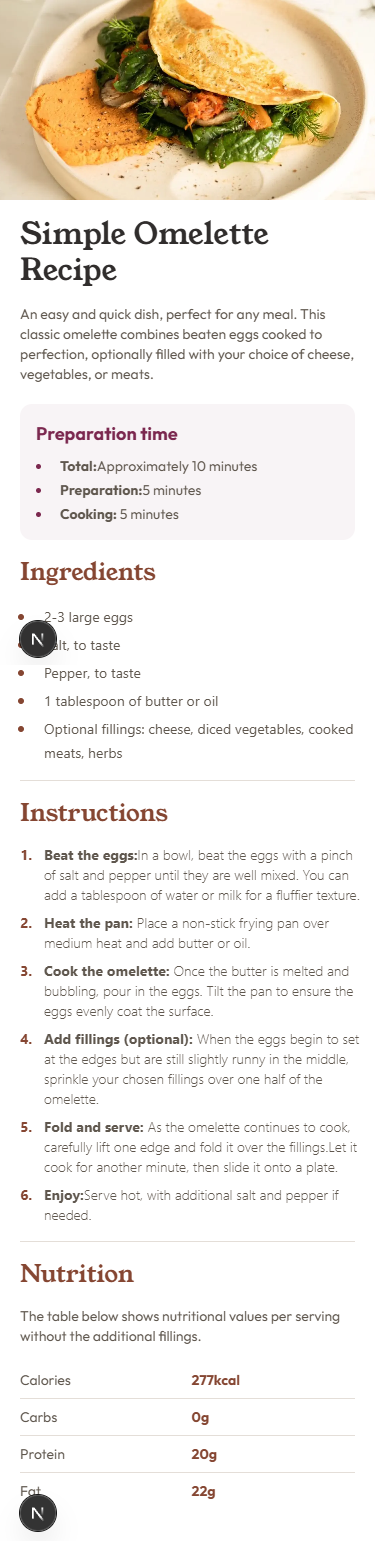 Simple Omelette
Recipe
An easy and quick dish, perfect for any meal. This
classic omelette combines beaten eggs cooked to
perfection, optionally filled with your choice of cheese,
vegetables, or meats.
Preparation time
Total:Approximately 10 minutes
Preparation:5 minutes
Cooking: 5 minutes
Ingredients
2-3 large eggs
N
alt, to taste
Pepper, to taste
1 tablespoon of butter or oil
Optional fillings: cheese, diced vegetables, cooked
meats, herbs
Instructions
1. Beat the eggs:In a bowl, beat the eggs with a pinch
of salt and pepper until they are well mixed. You can
add a tablespoon of water or milk for a fluffier texture.
2. Heat the pan: Place a non-stick frying pan over
medium heat and add butter or oil.
3. Cook the omelette: Once the butter is melted and
bubbling, pour in the eggs. Tilt the pan to ensure the
eggs evenly coat the surface.
4. Add fillings (optional): When the eggs begin to set
at the edges but are still slightly runny in the middle,
sprinkle your chosen fillings over one half of the
omelette.
5. Fold and serve: As the omelette continues to cook,
carefully lift one edge and fold it over the fillings.Let it
cook for another minute, then slide it onto a plate.
6. Enjoy:Serve hot, with additional salt and pepper if
needed.
Nutrition
The table below shows nutritional values per serving
without the additional fillings.
Calories 277kcal
Carbs 0g
Protein 20g
Fat 22g
N